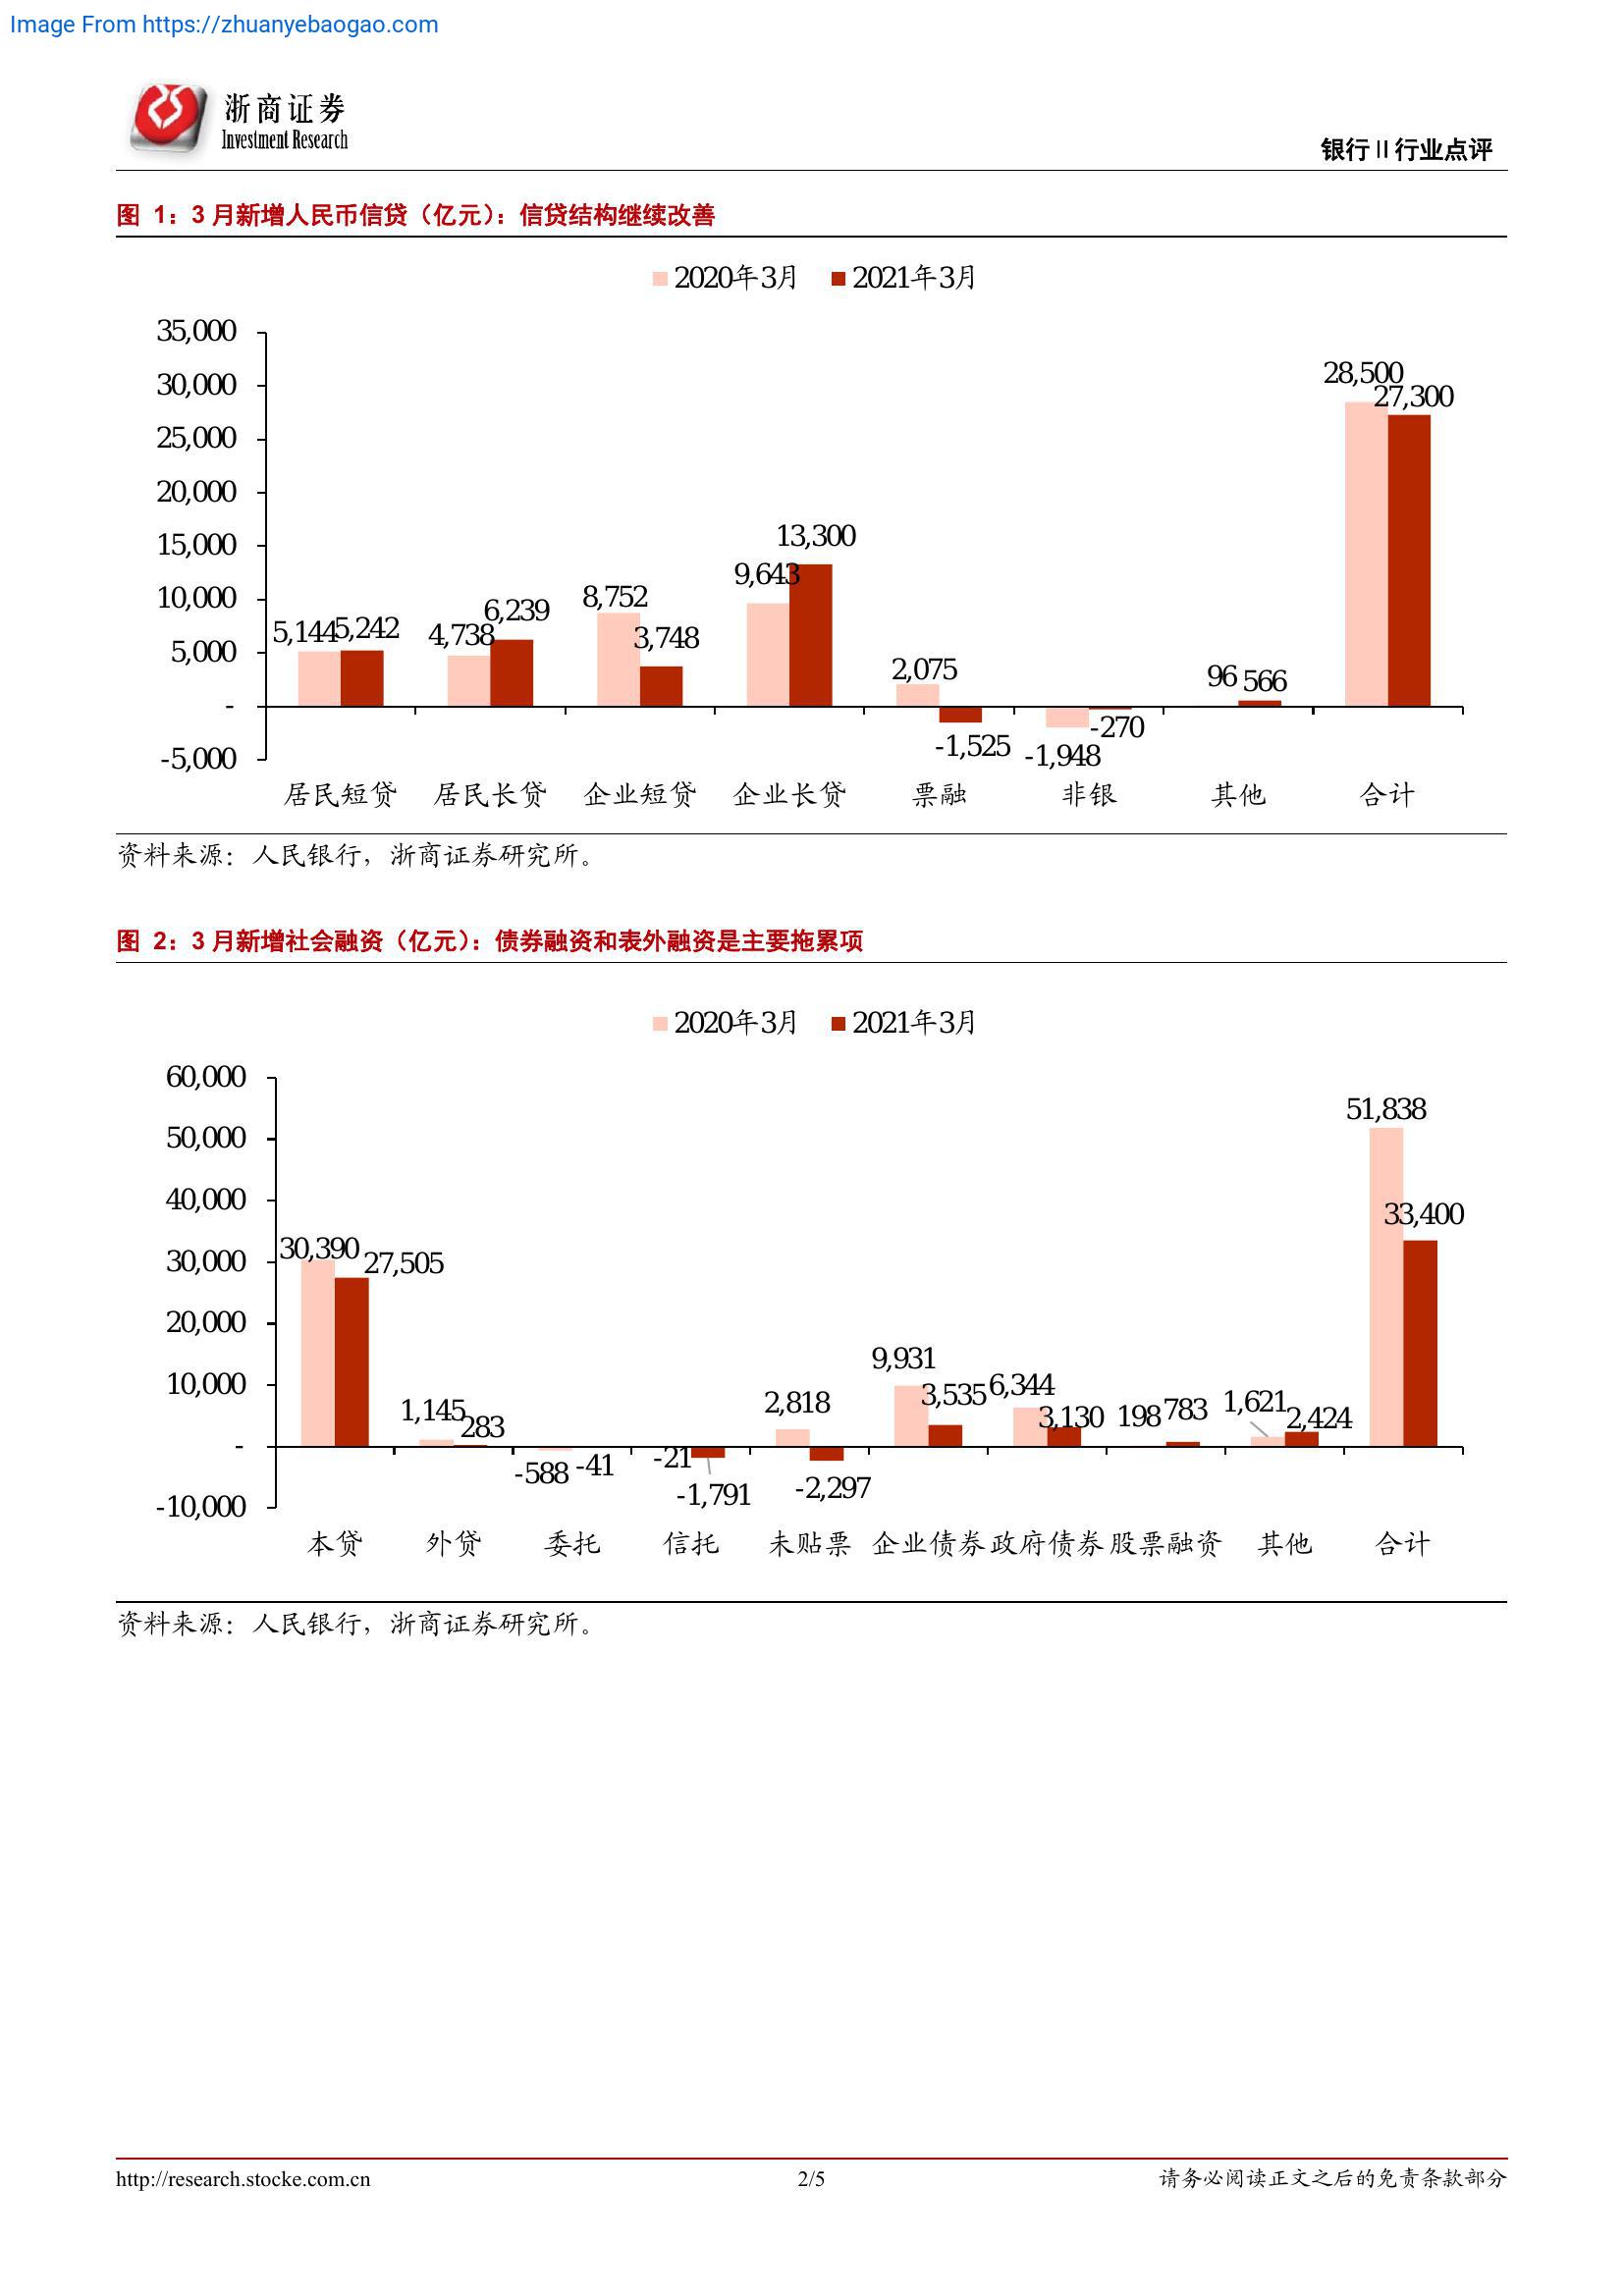 Image From https://zhuanyebaogao.com
浙商证券
Investment Research
银行Ⅱ行业点评
图 1：3 月新增人民币信贷（亿元）：信贷结构继续改善
2020年3月 2021年3月
35,000
30,000
25,000
20,000
15,000
10,000
5,000
-
-5,000
5,144 5,242 4,738 6,239 8,752 3,748 9,643 13,300 2,075 -1,525 -1,948 -270 96 566 28,500 27,300
居民短贷 居民长贷 企业短贷 企业长贷 票融 非银 其他 合计
资料来源：人民银行，浙商证券研究所。
图 2：3 月新增社会融资（亿元）：债券融资和表外融资是主要拖累项
2020年3月 2021年3月
60,000
50,000
40,000
30,000
20,000
10,000
-
-10,000
30,390 27,505 1,145 283 -588 -41 -21 -1,791 2,818 -2,297 9,931 3,535 6,344 3,130 198 783 1,621 2,424 51,838 33,400
本贷 外贷 委托 信托 未贴票 企业债券 政府债券 股票融资 其他 合计
资料来源：人民银行，浙商证券研究所。
http://research.stocke.com.cn 2/5 请务必阅读正文之后的免责条款部分